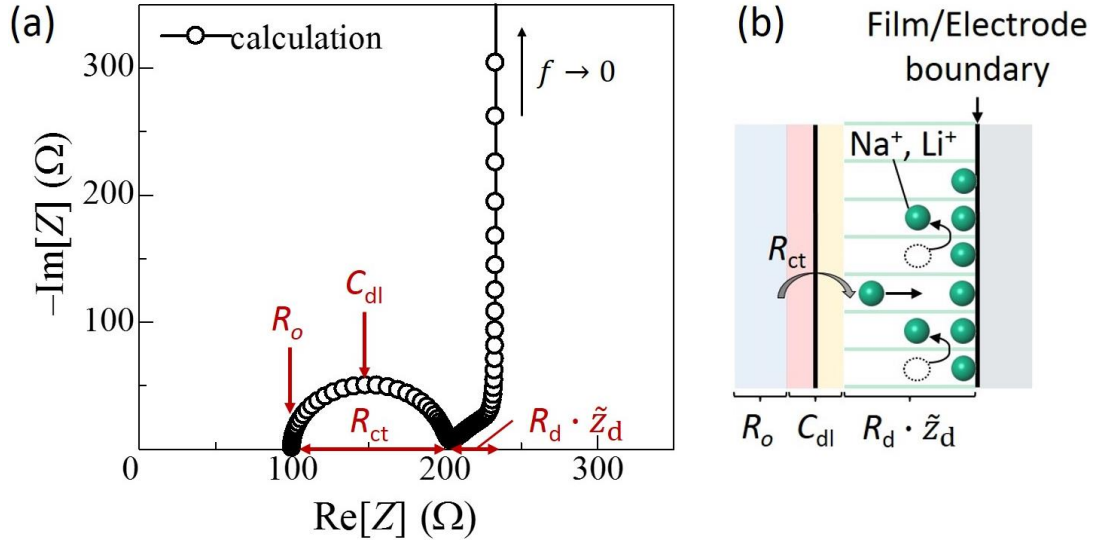 (a)
calculation
300
200
100
0
100
200
300
–Im[Z] (Ω)
Re[Z] (Ω)
f → 0
C_dl
R_o
R_ct
R_d · z̃_d
(b)
Film/Electrode
boundary
Na⁺, Li⁺
R_ct
R_o C_dl R_d · z̃_d